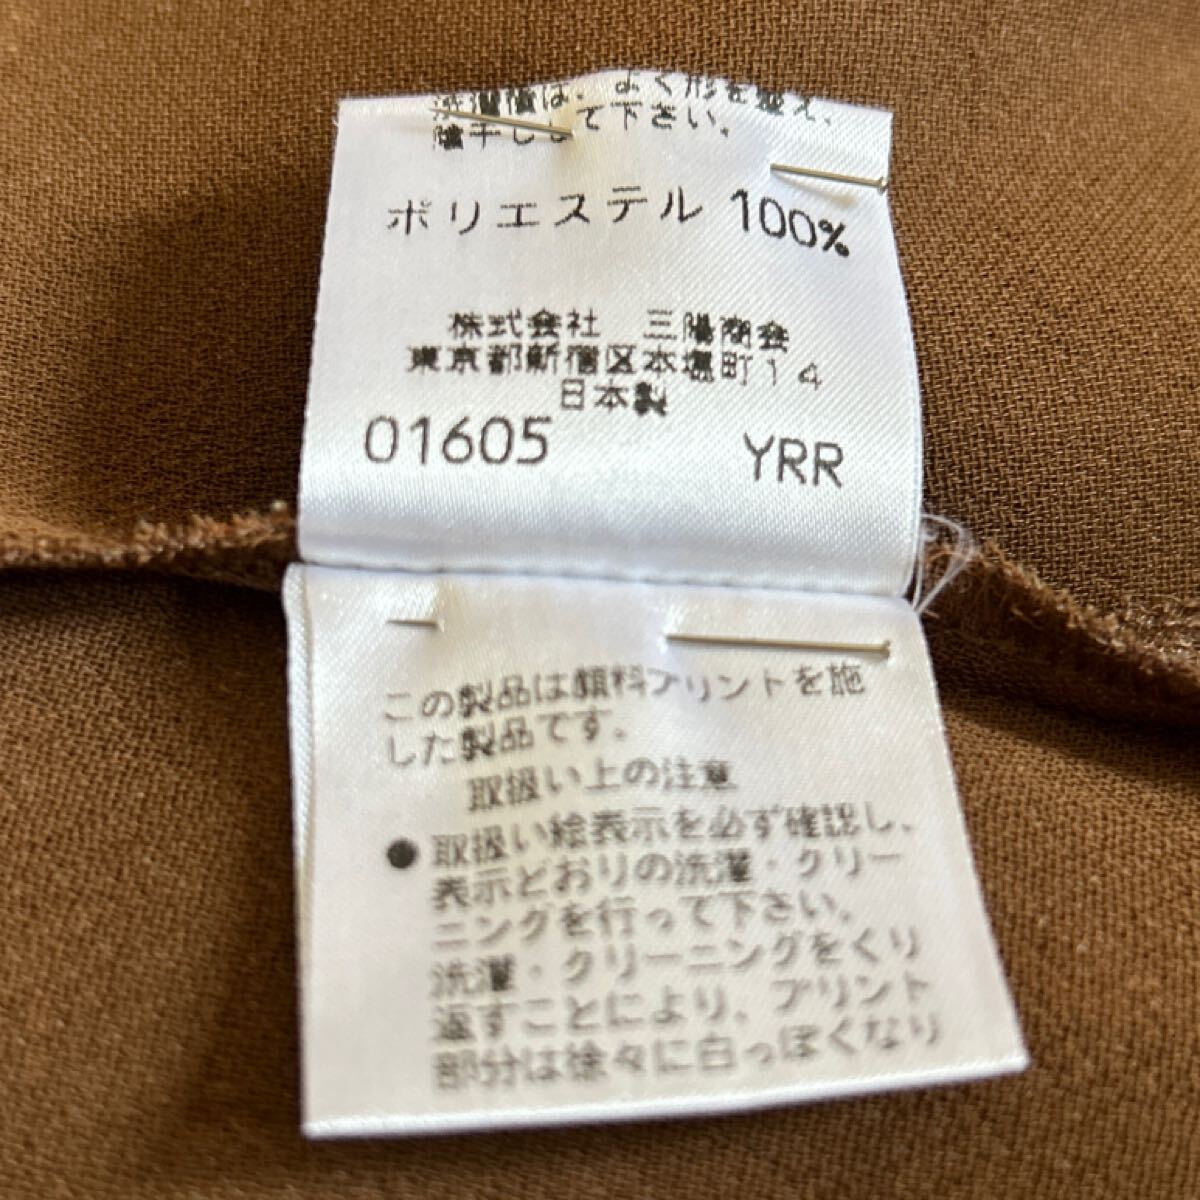 洗濯後は、よく形を整え、
陰干しして下さい。
ポリエステル 100%
株式会社 三陽商会
東京都新宿区本塩町14
日本製
01605 YRR
この製品は顔料プリントを施
した製品です。
取扱い上の注意
●取扱い絵表示を必ず確認し、
表示どおりの洗濯・クリー
ニングを行って下さい。
洗濯・クリーニングをくり
返すことにより、プリント
部分は徐々に白っぽくなり